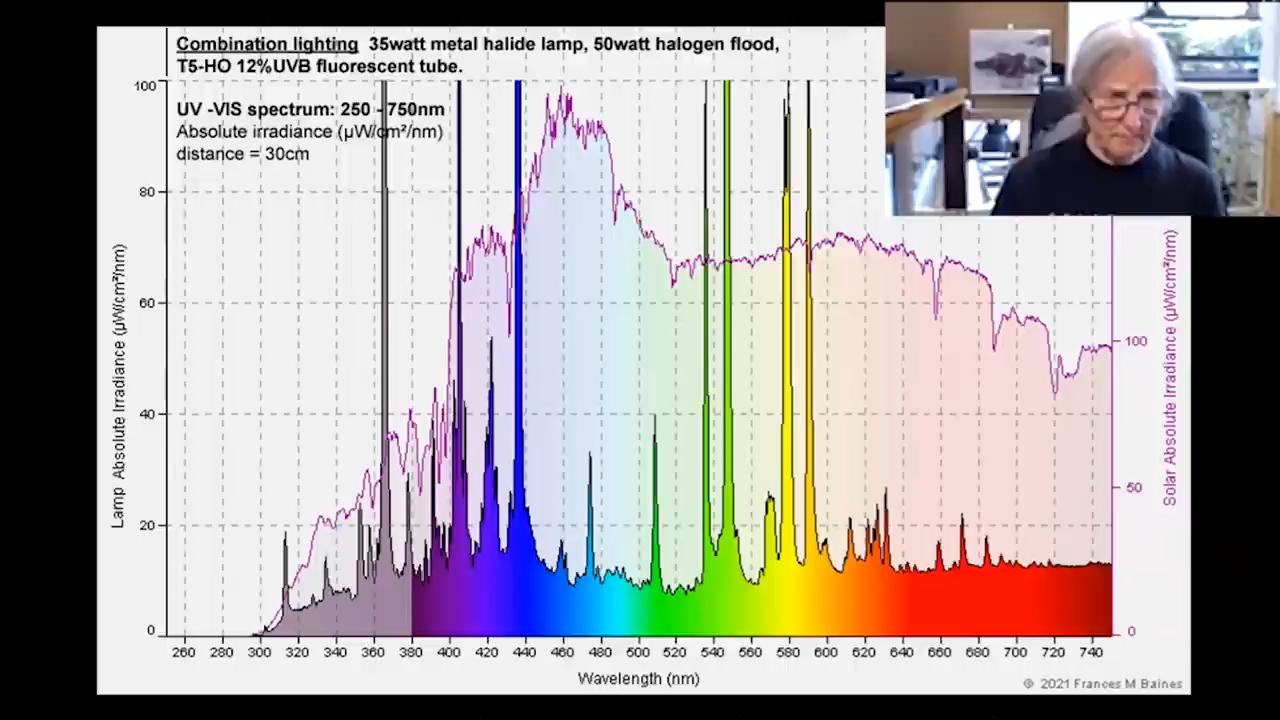 Combination lighting 35watt metal halide lamp, 50watt halogen flood,
T5-HO 12%UVB fluorescent tube.
UV -VIS spectrum: 250 - 750nm
Absolute irradiance (µW/cm²/nm)
distance = 30cm
Lamp Absolute Irradiance (µW/cm²/nm)
100
80
60
40
20
0
Solar Absolute Irradiance (µW/cm²/nm)
100
50
0
260 280 300 320 340 360 380 400 420 440 460 480 500 520 540 560 580 600 620 640 660 680 700 720 740
Wavelength (nm)
© 2021 Frances M Baines